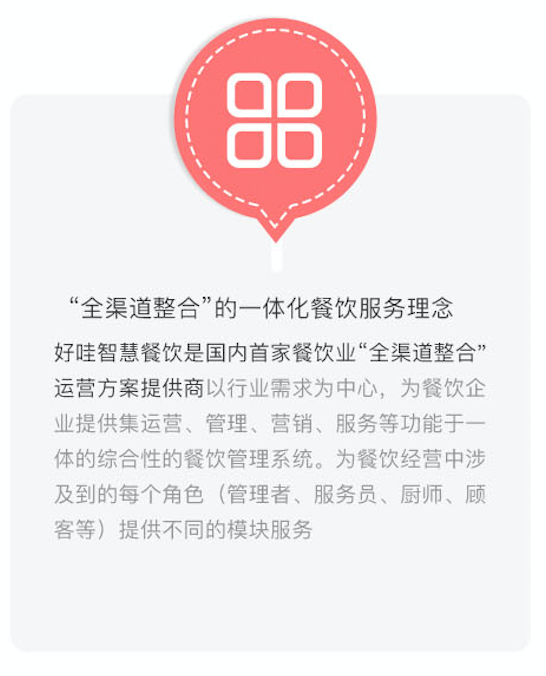 “全渠道整合”的一体化餐饮服务理念
好哇智慧餐饮是国内首家餐饮业“全渠道整合”
运营方案提供商以行业需求为中心，为餐饮企
业提供集运营、管理、营销、服务等功能于一
体的综合性的餐饮管理系统。为餐饮经营中涉
及到的每个角色（管理者、服务员、厨师、顾
客等）提供不同的模块服务